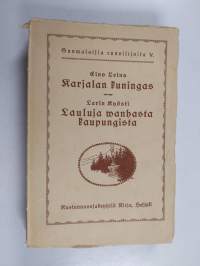 Suomalaisia runoilijoita V.
Eino Leino
Karjalan kuningas
Larin Kyösti
Lauluja wanhasta
kaupungista
Kustannusosakeyhtiö Kirja, Helsinki